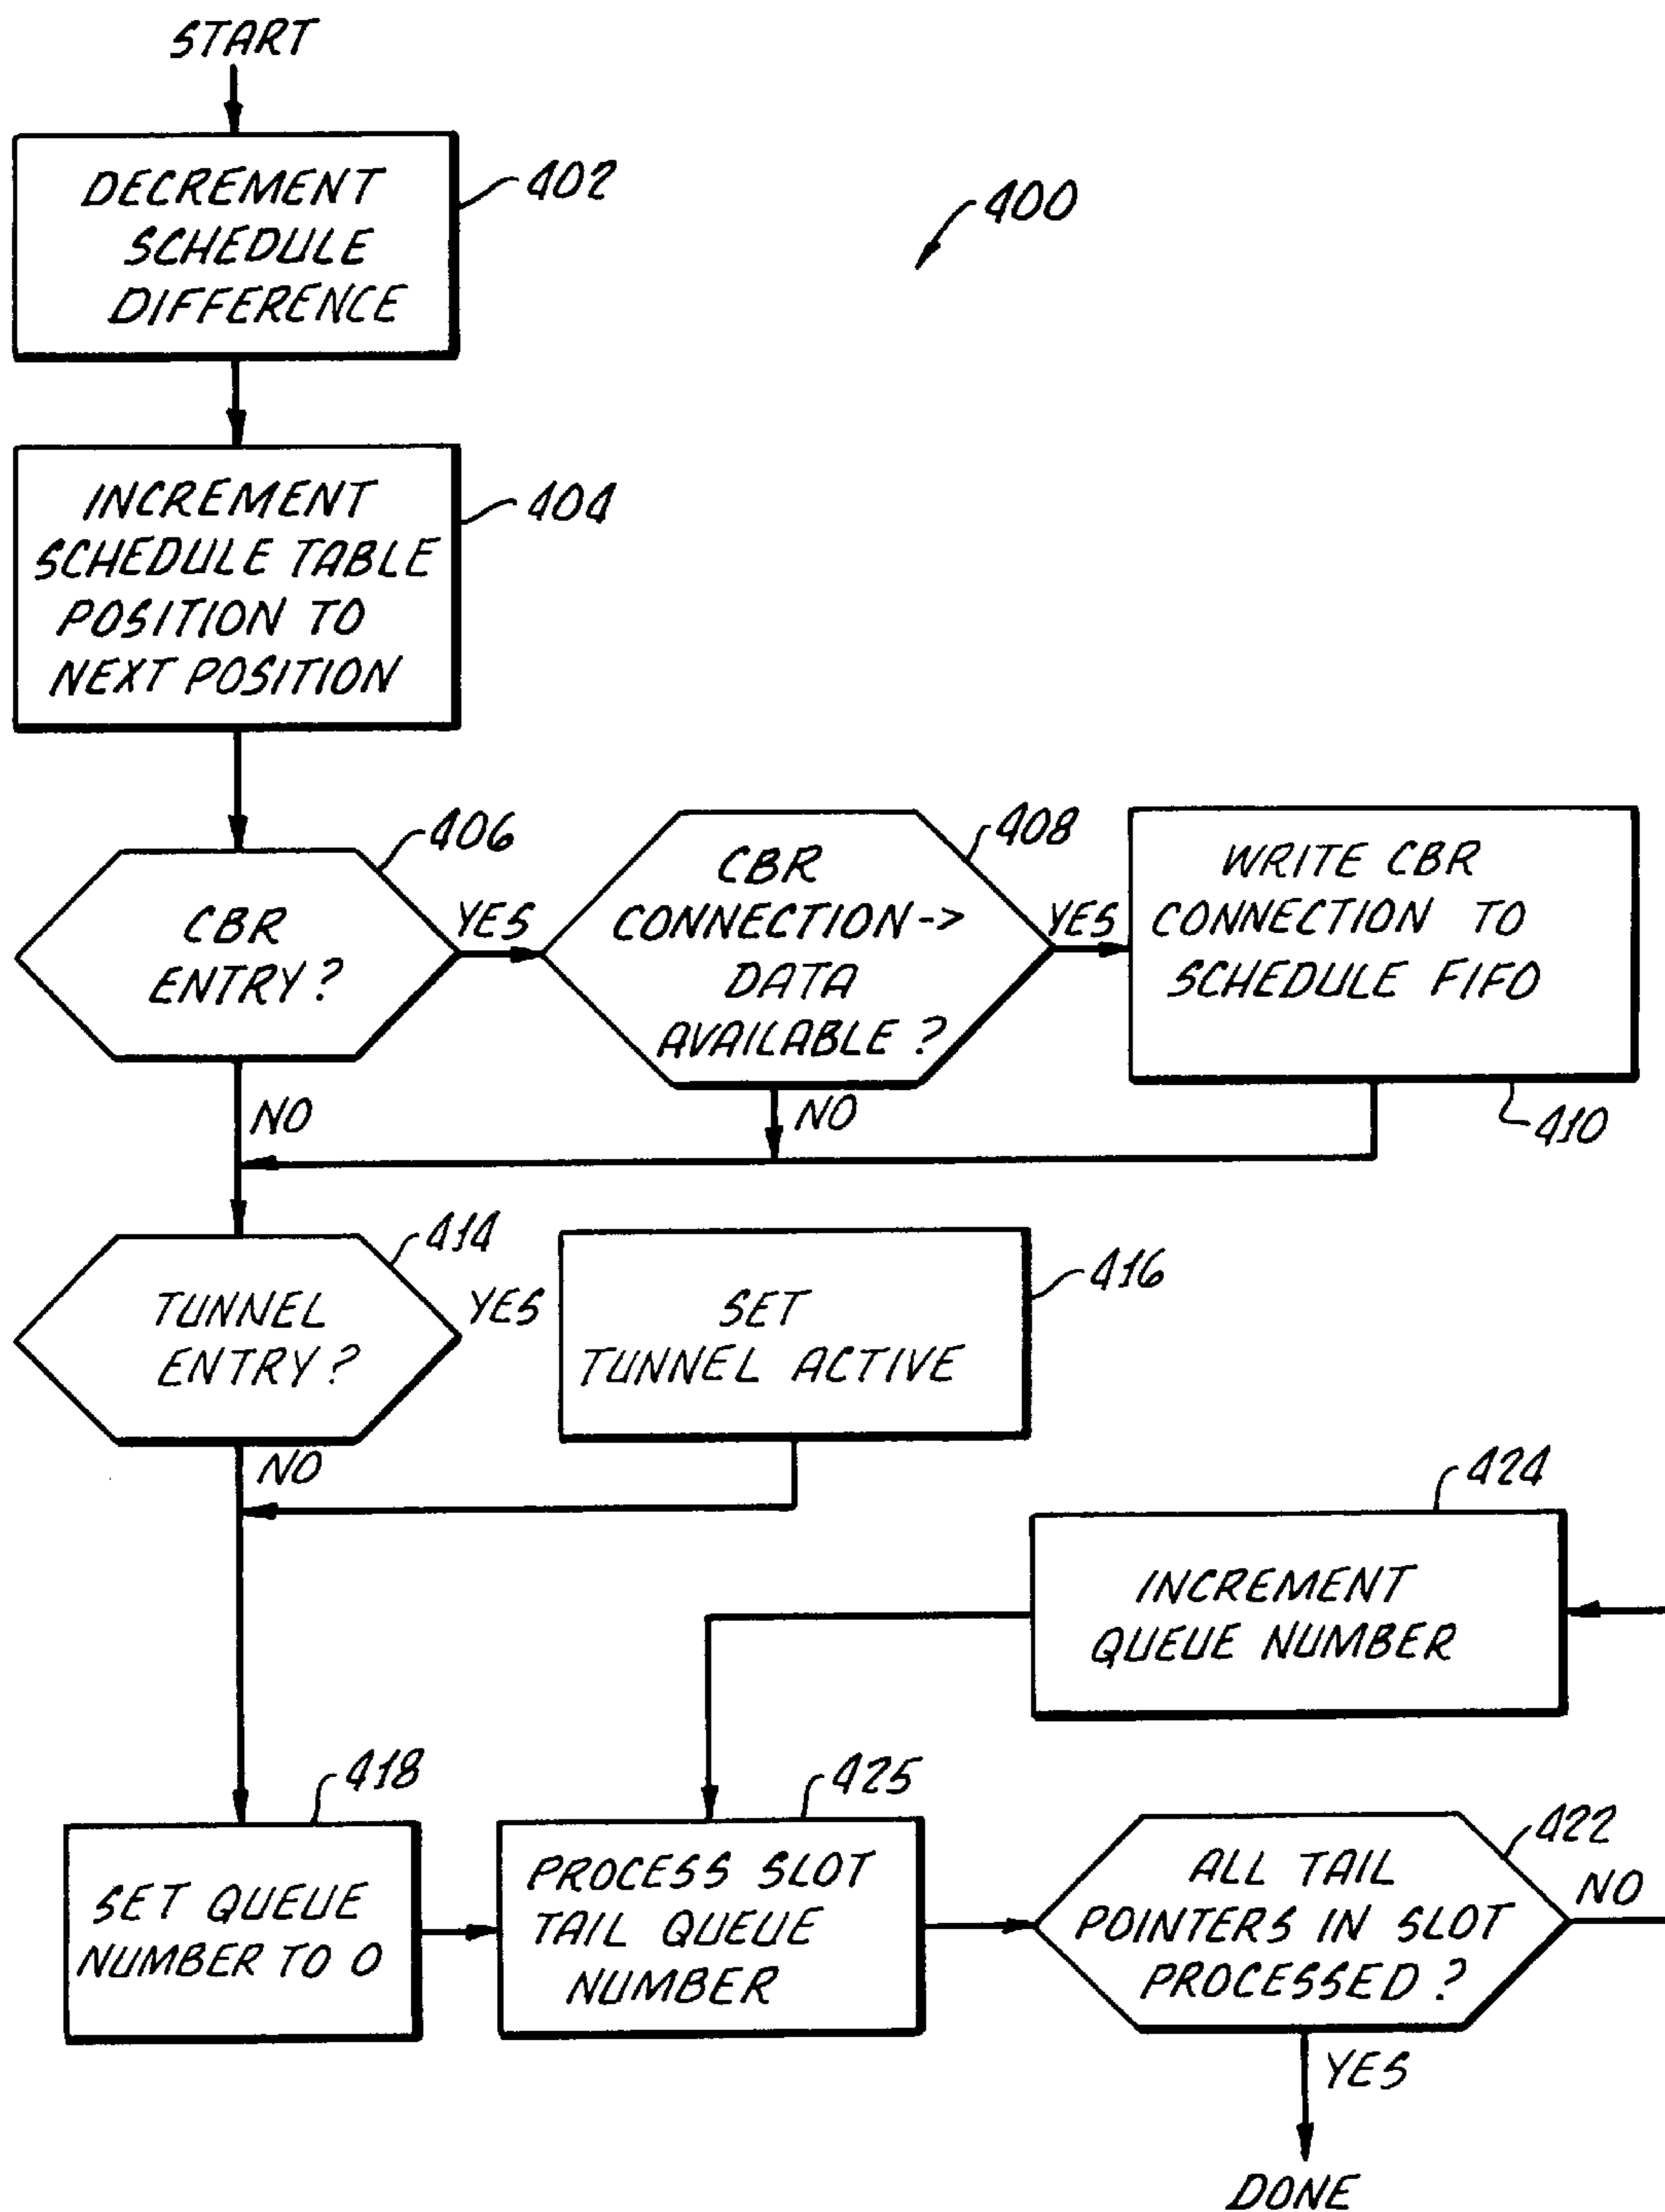 START
DECREMENT
SCHEDULE
DIFFERENCE
402
400
INCREMENT
SCHEDULE TABLE
POSITION TO
NEXT POSITION
404
CBR
ENTRY?
406
YES
CBR
CONNECTION->
DATA
AVAILABLE?
408
YES
WRITE CBR
CONNECTION TO
SCHEDULE FIFO
410
NO
NO
TUNNEL
ENTRY?
414
YES
SET
TUNNEL ACTIVE
416
NO
INCREMENT
QUEUE NUMBER
424
SET QUEUE
NUMBER TO 0
418
PROCESS SLOT
TAIL QUEUE
NUMBER
425
ALL TAIL
POINTERS IN SLOT
PROCESSED?
422
NO
YES
DONE